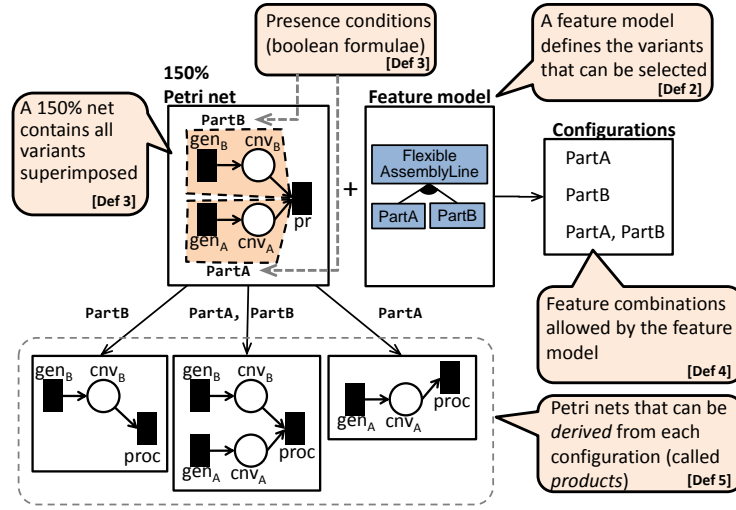 Presence conditions
(boolean formulae)
[Def 3]
A feature model
defines the variants
that can be selected
[Def 2]
A 150% net
contains all
variants
superimposed
[Def 3]
150%
Petri net
PartB
gen_B
cnv_B
gen_A
cnv_A
pr
PartA
+
Feature model
Flexible
AssemblyLine
PartA
PartB
Configurations
PartA
PartB
PartA, PartB
Feature combinations
allowed by the feature
model
[Def 4]
PartB
PartA, PartB
PartA
gen_B
cnv_B
proc
gen_B
cnv_B
gen_A
cnv_A
proc
gen_A
cnv_A
proc
Petri nets that can be
derived from each
configuration (called
products)
[Def 5]